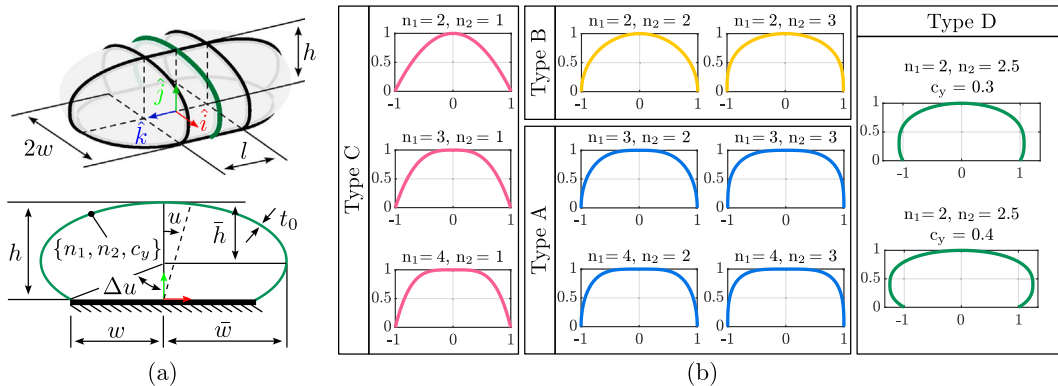 h
ĵ
î
k̂
2w
l
h
u
h̄
t₀
{n₁, n₂, c_y}
Δu
w
w̄
(a)
Type C
n₁= 2, n₂= 1
1
0.5
0
-1
0
1
n₁= 3, n₂= 1
1
0.5
0
-1
0
1
n₁= 4, n₂= 1
1
0.5
0
-1
0
1
Type B
n₁= 2, n₂= 2
1
0.5
0
-1
0
1
n₁= 2, n₂= 3
1
0.5
0
-1
0
1
Type A
n₁= 3, n₂= 2
1
0.5
0
-1
0
1
n₁= 3, n₂= 3
1
0.5
0
-1
0
1
n₁= 4, n₂= 2
1
0.5
0
-1
0
1
n₁= 4, n₂= 3
1
0.5
0
-1
0
1
Type D
n₁= 2, n₂= 2.5
c_y = 0.3
1
0.5
0
-1
0
1
n₁= 2, n₂= 2.5
c_y = 0.4
1
0.5
0
-1
0
1
(b)